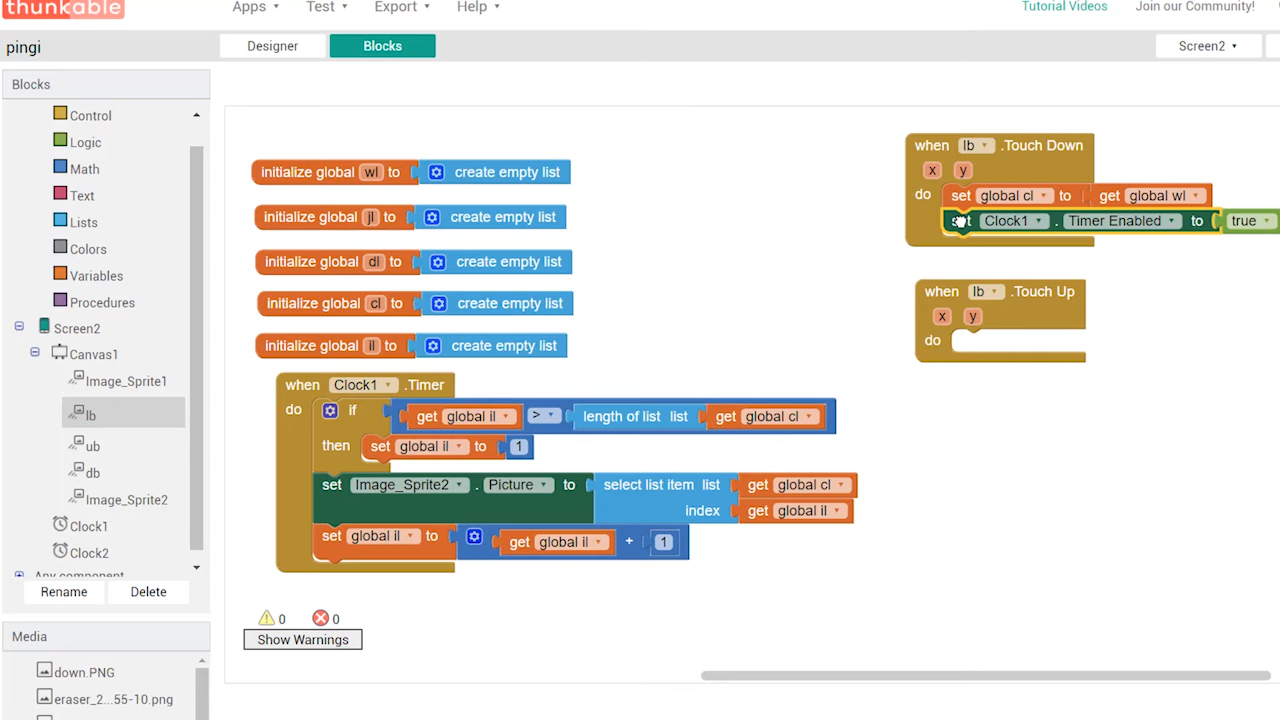 thunkable
Apps Test Export Help Tutorial Videos Join our Community!
pingi Designer Blocks Screen2
Blocks
Control
Logic
Math
Text
Lists
Colors
Variables
Procedures
Screen2
Canvas1
Image_Sprite1
lb
ub
db
Image_Sprite2
Clock1
Clock2
Any component
Rename Delete
Media
down.PNG
eraser_2...55-10.png
initialize global wl to create empty list
initialize global jl to create empty list
initialize global dl to create empty list
initialize global cl to create empty list
initialize global il to create empty list
when Clock1 .Timer
do if get global il > length of list list get global cl
then set global il to 1
set Image_Sprite2 . Picture to select list item list get global cl
index get global il
set global il to get global il + 1
0 0
Show Warnings
when lb .Touch Down
x y
do set global cl to get global wl
Clock1 . Timer Enabled to true
when lb .Touch Up
x y
do